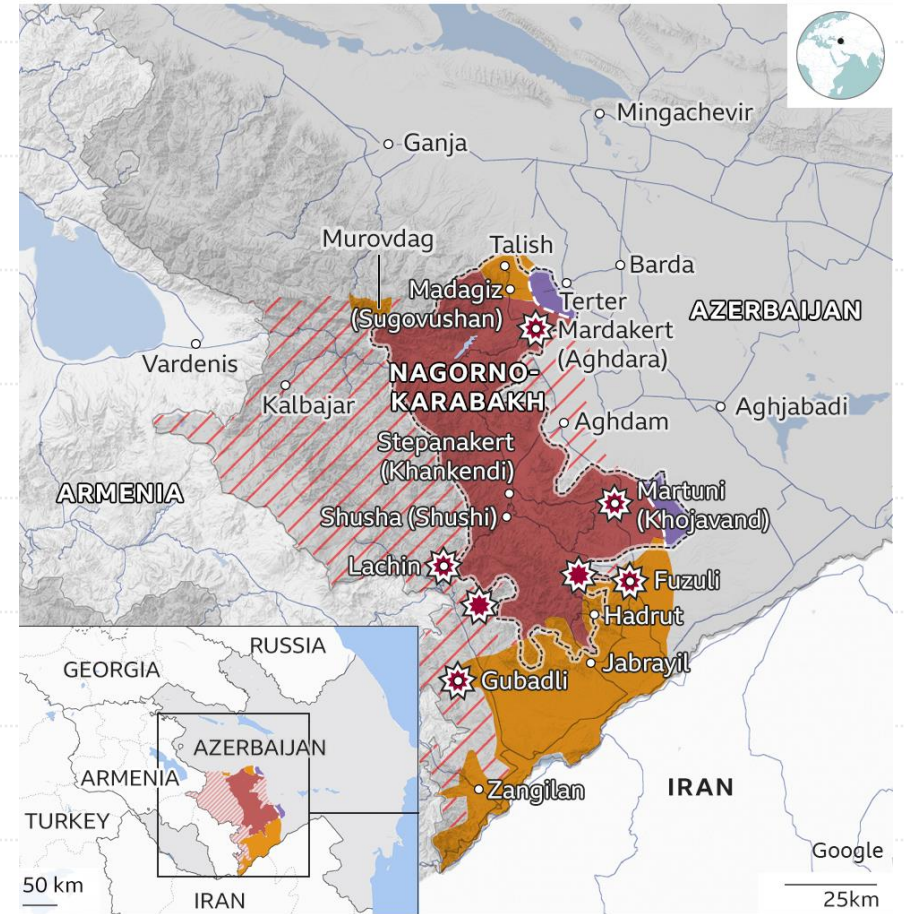 Mingachevir
Ganja
Murovdag
Talish
Barda
Madagiz
(Sugovushan)
Terter
AZERBAIJAN
Mardakert
(Aghdara)
Vardenis
NAGORNO-
KARABAKH
Kalbajar
Aghjabadi
Aghdam
Stepanakert
(Khankendi)
ARMENIA
Martuni
(Khojavand)
Shusha (Shushi)
Lachin
Fuzuli
Hadrut
Jabrayil
Gubadli
Zangilan
IRAN
Google
25km
RUSSIA
GEORGIA
AZERBAIJAN
ARMENIA
TURKEY
50 km
IRAN